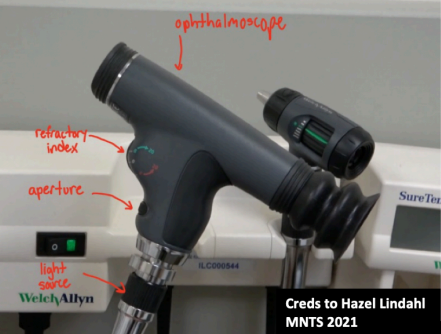 ophthalmoscope
refractory
index
aperture
light
source
ILC000544
SureTem
WelchAllyn
W
Creds to Hazel Lindahl
MNTS 2021